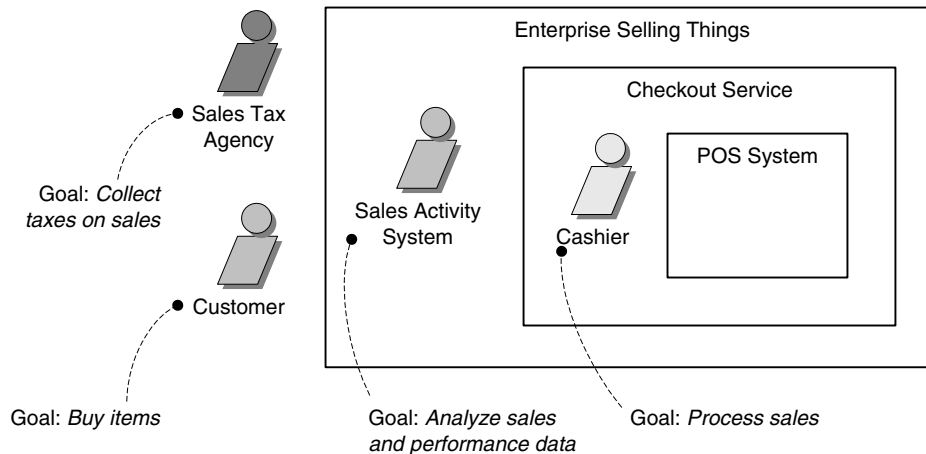 Enterprise Selling Things
Checkout Service
POS System
Sales Tax
Agency
Goal: Collect
taxes on sales
Sales Activity
System
Cashier
Customer
Goal: Buy items
Goal: Analyze sales
and performance data
Goal: Process sales